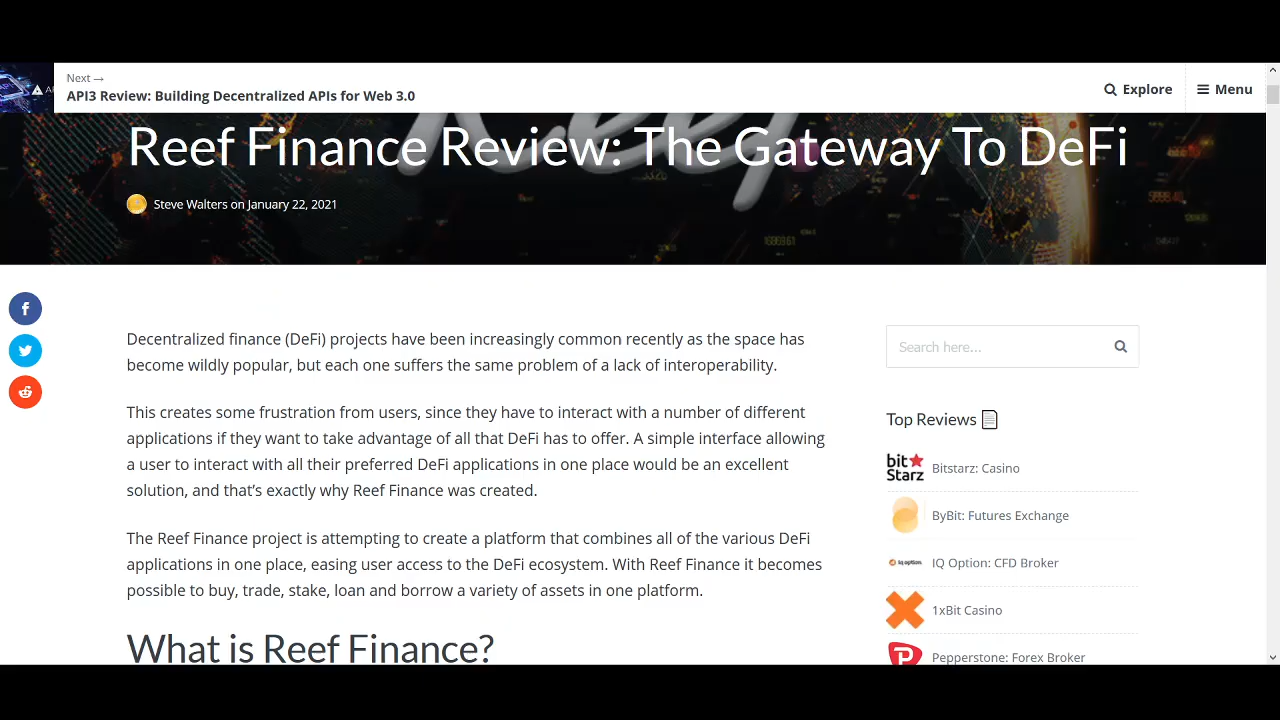 Next →
API3 Review: Building Decentralized APIs for Web 3.0
Explore
Menu
Reef Finance Review: The Gateway To DeFi
Steve Walters on January 22, 2021
Decentralized finance (DeFi) projects have been increasingly common recently as the space has
become wildly popular, but each one suffers the same problem of a lack of interoperability.
This creates some frustration from users, since they have to interact with a number of different
applications if they want to take advantage of all that DeFi has to offer. A simple interface allowing
a user to interact with all their preferred DeFi applications in one place would be an excellent
solution, and that’s exactly why Reef Finance was created.
The Reef Finance project is attempting to create a platform that combines all of the various DeFi
applications in one place, easing user access to the DeFi ecosystem. With Reef Finance it becomes
possible to buy, trade, stake, loan and borrow a variety of assets in one platform.
What is Reef Finance?
Search here...
Top Reviews
bit Starz
Bitstarz: Casino
ByBit: Futures Exchange
iq option
IQ Option: CFD Broker
1xBit Casino
Pepperstone: Forex Broker